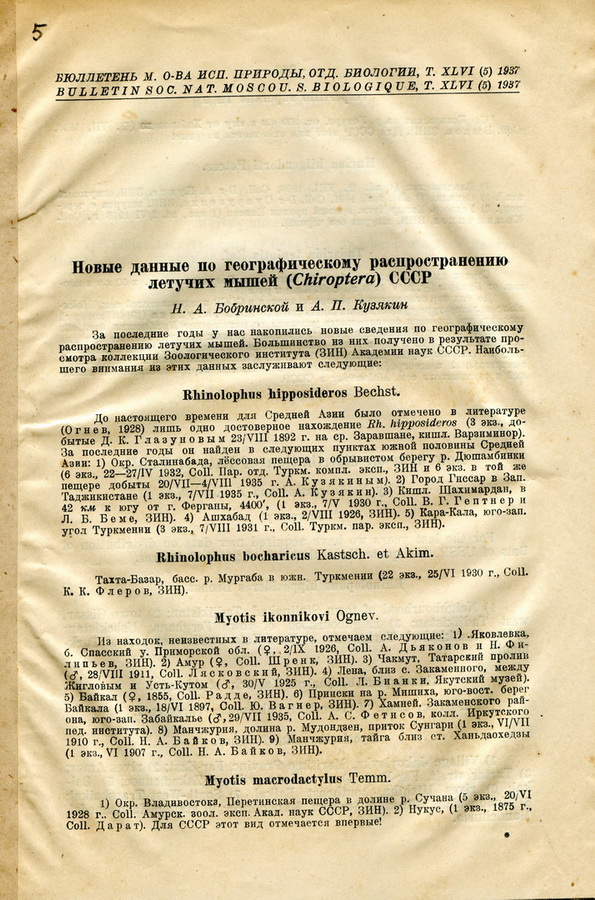 5
БЮЛЛЕТЕНЬ М. О-ВА ИСП. ПРИРОДЫ, ОТД. БИОЛОГИИ, Т. XLVI (5) 1937
BULLETIN SOC. NAT. MOSCOU. S. BIOLOGIQUE, T. XLVI (5) 1937
Новые данные по географическому распространению
летучих мышей (Chiroptera) СССР
Н. А. Бобринской и А. П. Кузякин
За последние годы у нас накопились новые сведения по географическому
распространению летучих мышей. Большинство из них получено в результате про-
смотра коллекции Зоологического института (ЗИН) Академии наук СССР. Наиболь-
шего внимания из этих данных заслуживают следующие:
Rhinolophus hipposideros Bechst.
До настоящего времени для Средней Азии было отмечено в литературе
(Огнев, 1928) лишь одно достоверное нахождение Rh. hipposideros (3 экз., до-
бытые Д. К. Глазуновым 23/VIII 1892 г. на ср. Заравшане, кишл. Варзиминор).
За последние годы он найден в следующих пунктах южной половины Средней
Азии: 1) Окр. Сталинабада, лёссовая пещера в обрывистом берегу р. Дюшамбинки
(6 экз., 22—27/IV 1932, Coll. Пар. отд. Туркм. компл. эксп., ЗИН и 6 экз. в той же
пещере добыты 20/VII—4/VIII 1935 г. А. Кузякиным). 2) Город Гиссар в Зап.
Таджикистане (1 экз., 7/VII 1935 г., Coll. А. Кузякин). 3) Кишл. Шахимардан, в
42 км к югу от г. Ферганы, 4400′, (1 экз., 7/V 1930 г., Coll. В. Г. Гептнер и
Л. Б. Беме, ЗИН). 4) Ашхабад (1 экз., 2/VIII 1926, ЗИН). 5) Кара-Кала, юго-зап.
угол Туркмении (3 экз., 7/VIII 1931 г., Coll. Туркм. пар. эксп., ЗИН).
Rhinolophus bocharicus Kastsch. et Akim.
Тахта-Базар, басс. р. Мургаба в южн. Туркмении (22 экз., 25/VI 1930 г., Coll.
К. К. Флеров, ЗИН).
Myotis ikonnikovi Ognev.
Из находок, неизвестных в литературе, отмечаем следующие: 1) Яковлевка,
б. Спасский у. Приморской обл. (♀, 2/IX 1926, Coll. А. Дьяконов и Н. Фи-
липьев, ЗИН). 2) Амур (♀, Coll. Шренк, ЗИН). 3) Чакмут, Татарский пролив
(♂, 28/VIII 1911, Coll. Лясковский, ЗИН). 4) Лена, близ с. Закаменного, между
Жигловым и Усть-Кутом (♂, 30/V 1925 г., Coll. Л. Бианки, Якутский музей).
5) Байкал (♀, 1855, Coll. Радде, ЗИН). 6) Прииски на р. Мишиха, юго-вост. берег
Байкала (1 экз., 18/VI 1897, Coll. Ю. Вагнер, ЗИН). 7) Хамней. Закаменского рай-
она, юго-зап. Забайкалье (♂, 29/VII 1935, Coll. А. С. Фетисов, колл. Иркутского
пед. института). 8) Манчжурия, долина р. Мудондзен, приток Сунгари (1 экз., VI/VII
1910 г., Coll. Н. А. Байков, ЗИН). 9) Манчжурия, тайга близ ст. Ханьдаохедзы
(1 экз., VI 1907 г., Coll. Н. А. Байков, ЗИН).
Myotis macrodactylus Temm.
1) Окр. Владивостока, Перетинская пещера в долине р. Сучана (5 экз., 20/VI
1928 г., Coll. Амурск. зоол. эксп. Акал. наук СССР, ЗИН). 2) Нукус, (1 экз., 1875 г.,
Coll. Дарат). Для СССР этот вид отмечается впервые!